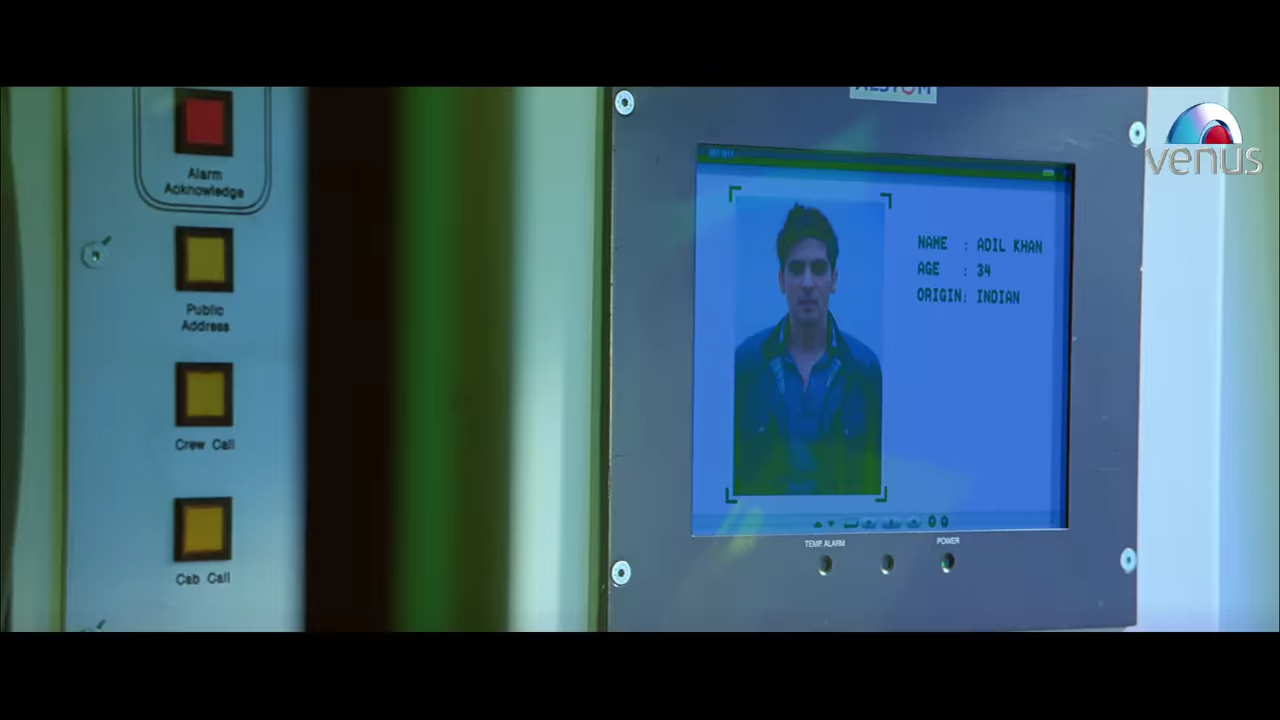 Alarm
Acknowledge
Public
Address
Crew Call
Cab Call
ALSTOM
NAME : ADIL KHAN
AGE : 34
ORIGIN: INDIAN
TEMP. ALARM
POWER
venus